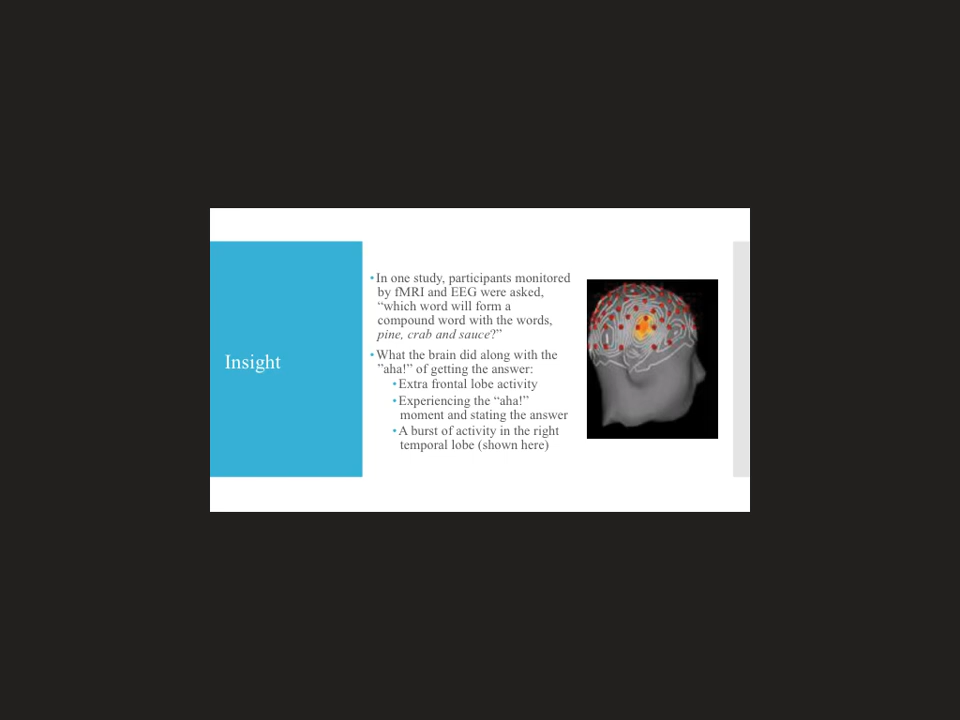 Insight
•In one study, participants monitored
by fMRI and EEG were asked,
“which word will form a
compound word with the words,
pine, crab and sauce?”
•What the brain did along with the
”aha!” of getting the answer:
•Extra frontal lobe activity
•Experiencing the “aha!”
moment and stating the answer
•A burst of activity in the right
temporal lobe (shown here)